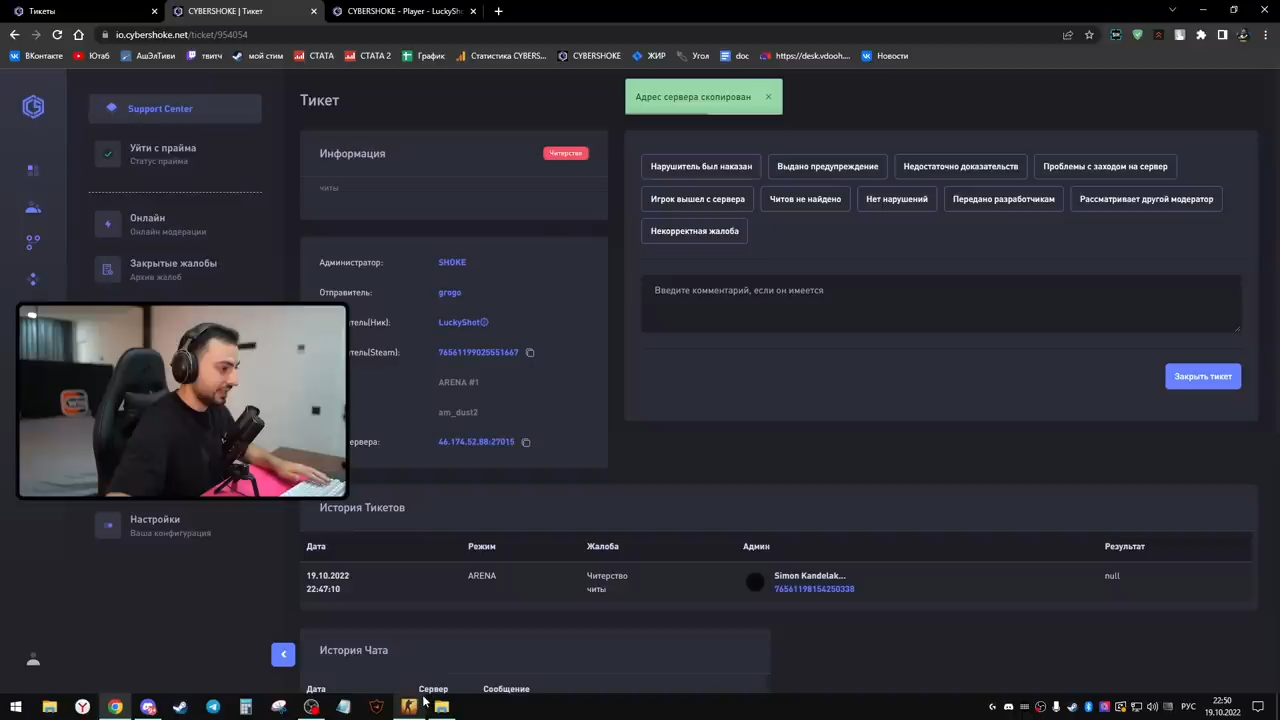 Тикеты
CYBERSHOKE | Тикет
CYBERSHOKE - Player - LuckySh
io.cybershoke.net/ticket/954054
ВКонтакте
Ютаб
АшЭлТиви
твитч
мой стим
СТАТА
СТАТА 2
График
Статистика CYBERS...
CYBERSHOKE
ЖИР
Угол
doc
https://desk.vdooh...
Новости
Support Center
Уйти с прайма
Статус прайма
Онлайн
Онлайн модерации
Закрытые жалобы
Архив жалоб
Настройки
Ваша конфигурация
Тикет
Адрес сервера скопирован
Информация
Читерство
читы
Администратор:
SHOKE
Отправитель:
grogo
тель(Ник):
LuckyShot
тель(Steam):
76561199025551667
ARENA #1
am_dust2
ервера:
46.174.52.88:27015
Нарушитель был наказан
Выдано предупреждение
Недостаточно доказательств
Проблемы с заходом на сервер
Игрок вышел с сервера
Читов не найдено
Нет нарушений
Передано разработчикам
Рассматривает другой модератор
Некорректная жалоба
Введите комментарий, если он имеется
Закрыть тикет
История Тикетов
Дата
Режим
Жалоба
Админ
Результат
19.10.2022
22:47:10
ARENA
Читерство
читы
Simon Kandelak...
76561198154250338
null
История Чата
Дата
Сервер
Сообщение
РУС
22:50
19.10.2022